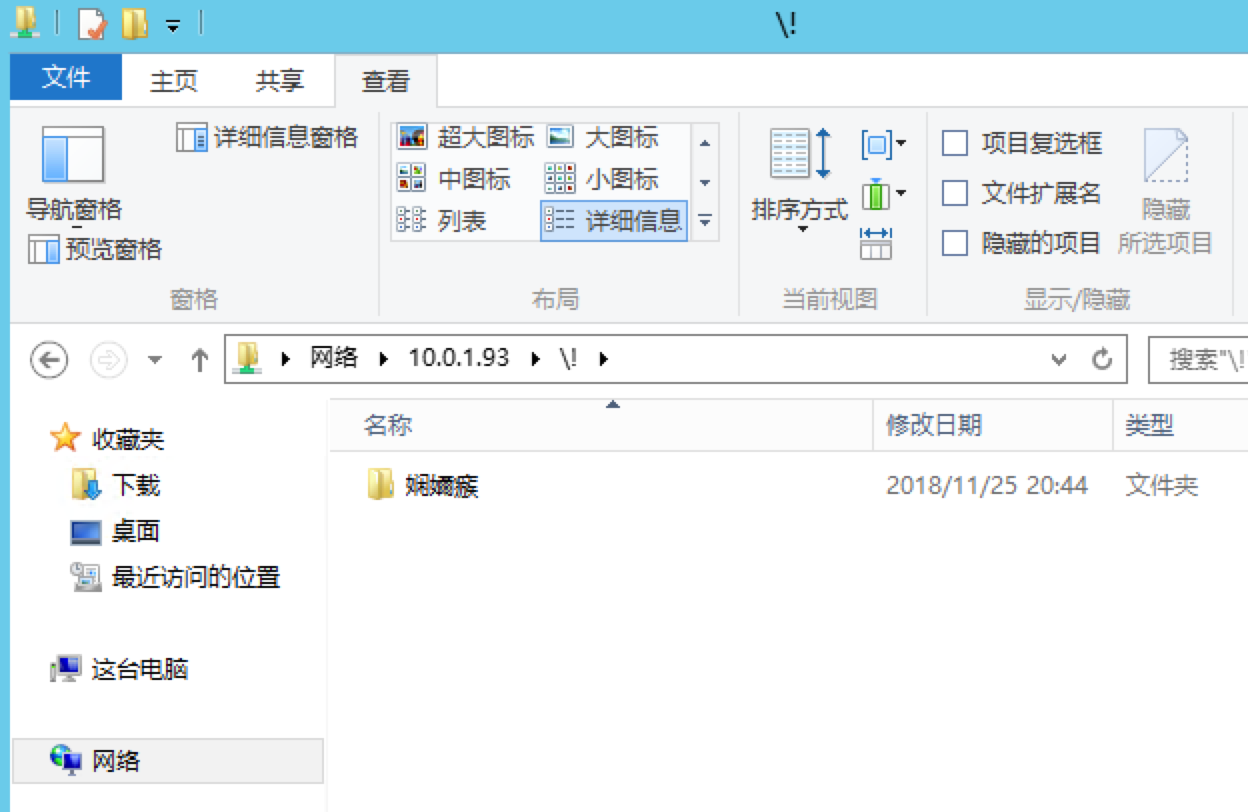 \!
文件 主页 共享 查看
导航窗格
预览窗格
详细信息窗格
窗格
超大图标 大图标
中图标 小图标
列表 详细信息
布局
排序方式
当前视图
项目复选框
文件扩展名
隐藏的项目
隐藏
所选项目
显示/隐藏
网络 10.0.1.93 \!
搜索"\!
收藏夹
下载
桌面
最近访问的位置
这台电脑
网络
名称 修改日期 类型
2018/11/25 20:44 文件夹